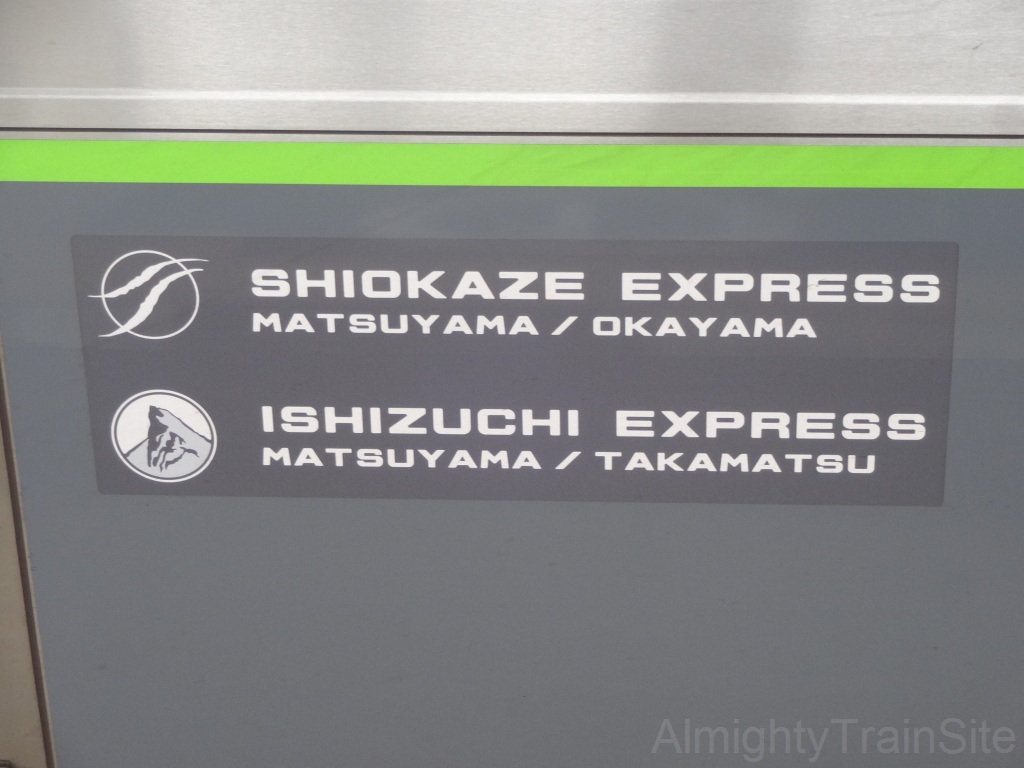 SHIOKAZE EXPRESS
MATSUYAMA / OKAYAMA
ISHIZUCHI EXPRESS
MATSUYAMA / TAKAMATSU
AlmightyTrainSite